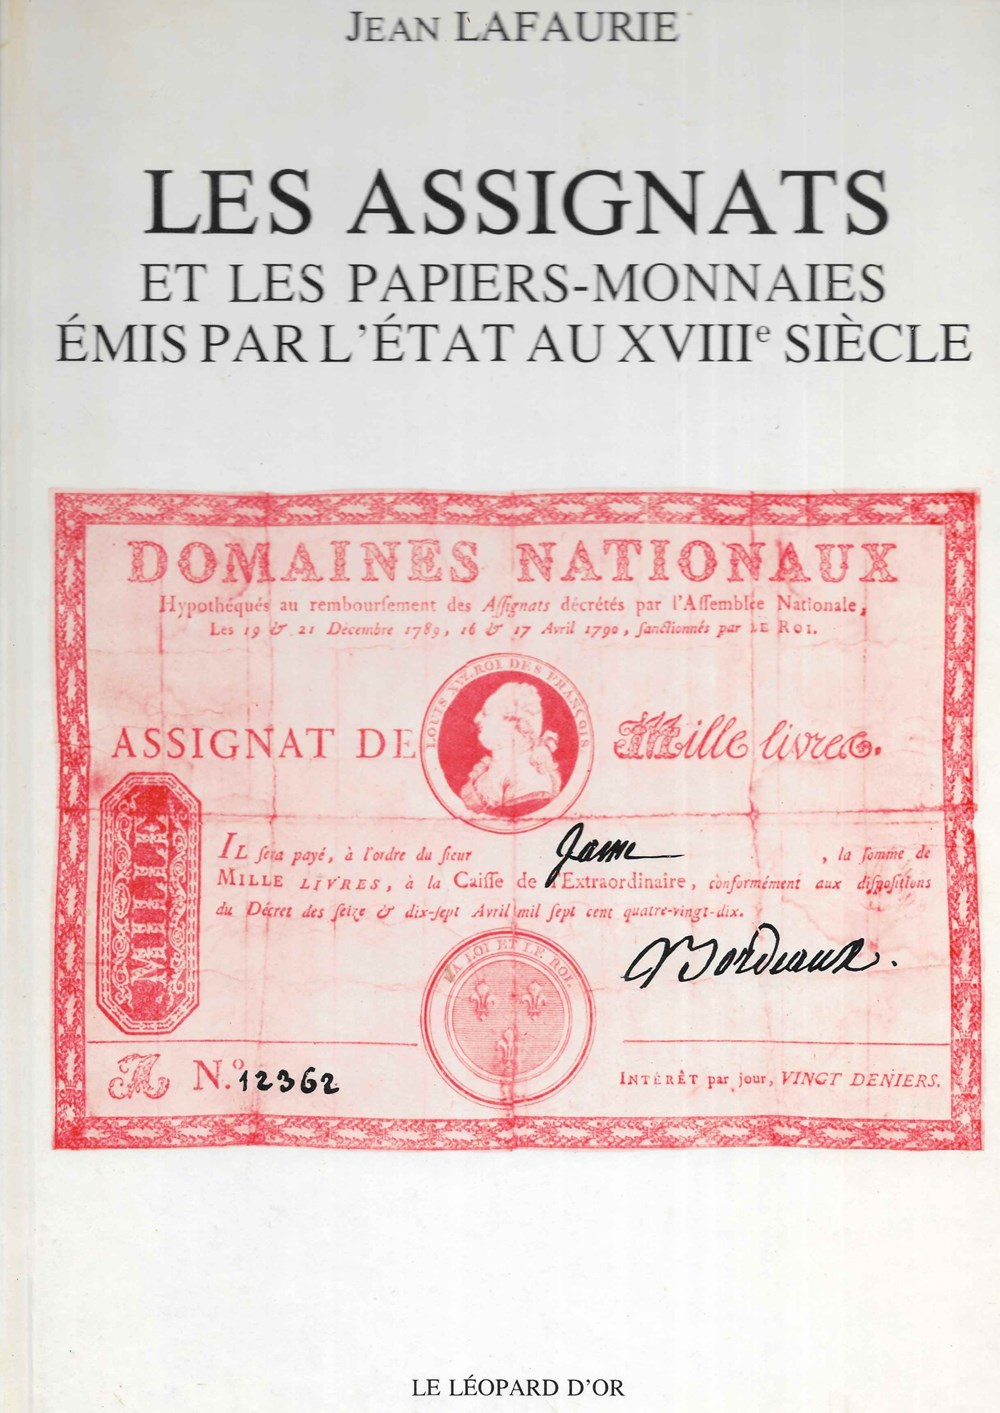 JEAN LAFAURIE
LES ASSIGNATS
ET LES PAPIERS-MONNAIES
ÉMIS PAR L'ÉTAT AU XVIIIe SIÈCLE
DOMAINES NATIONAUX
Hypothéqués au rembourſement des Aſſignats décrétés par l'Aſſemblée Nationale,
Les 19 & 21 Décembre 1789, 16 & 17 Avril 1790, ſanctionnés par LE ROI.
LOUIS XVI. ROI DES FRANÇOIS
ASSIGNAT DE Mille livres.
MILLE
IL ſera payé, à l'ordre du ſieur , la ſomme de
MILLE LIVRES, à la Caiſſe de l'Extraordinaire, conformément aux diſpoſitions
du Décret des ſeize & dix-ſept Avril mil ſept cent quatre-vingt-dix.
Bordeaux.
LA LOI ET LE ROI.
A N.º 12362
INTÉRÊT par jour, VINGT DENIERS.
LE LÉOPARD D'OR